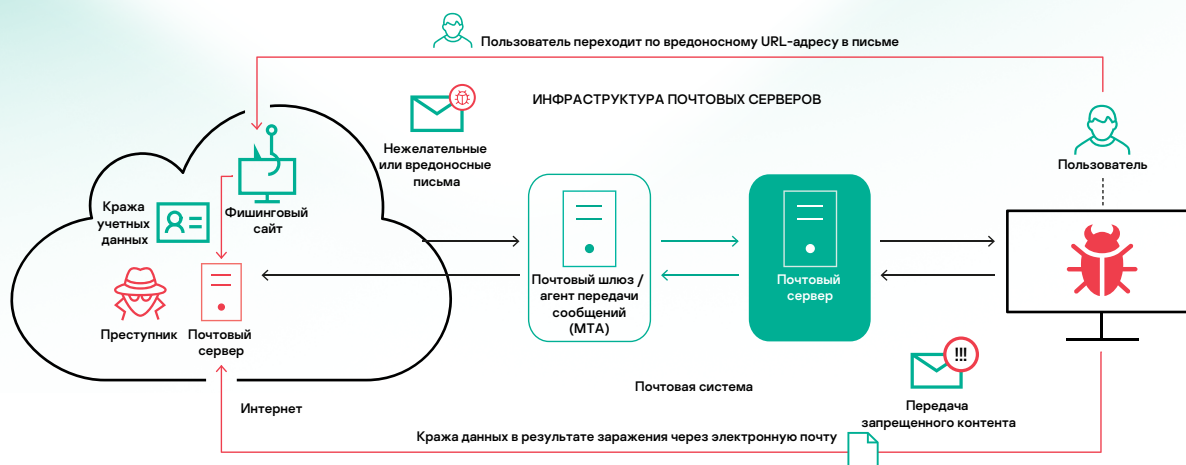 Пользователь переходит по вредоносному URL-адресу в письме
ИНФРАСТРУКТУРА ПОЧТОВЫХ СЕРВЕРОВ
Нежелательные
или вредоносные
письма
Пользователь
Кража
учетных
данных
Фишинговый
сайт
Почтовый шлюз /
агент передачи
сообщений
(MTA)
Почтовый
сервер
Преступник
Почтовый
сервер
!!!
Почтовая система
Передача
запрещенного контента
Интернет
Кража данных в результате заражения через электронную почту